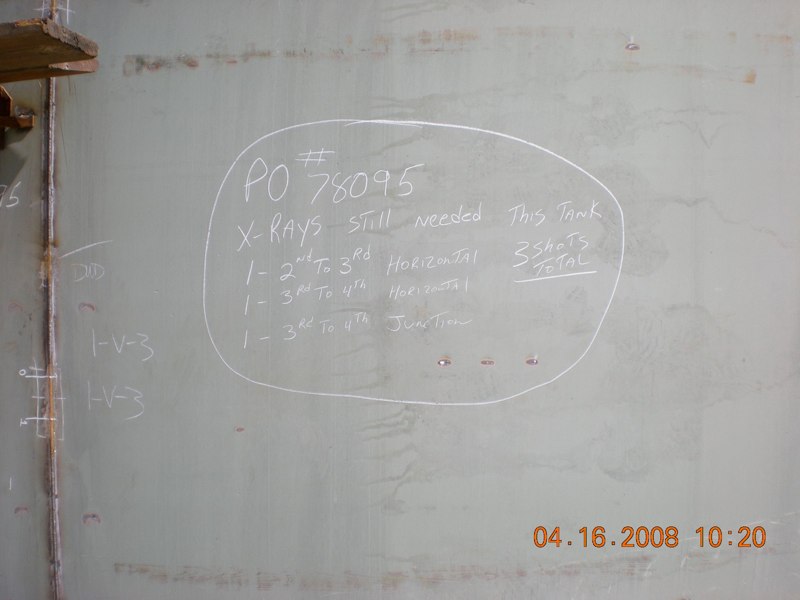 PO # 78095
X-RAYS still needed This TANK
1 - 2nd To 3Rd HORIZONTAl
1 - 3Rd To 4Th HORIZONTAl
1 - 3Rd To 4Th JUNCTION
3 ShoTS
ToTAL
1-V-3
1-V-3
04.16.2008 10:20